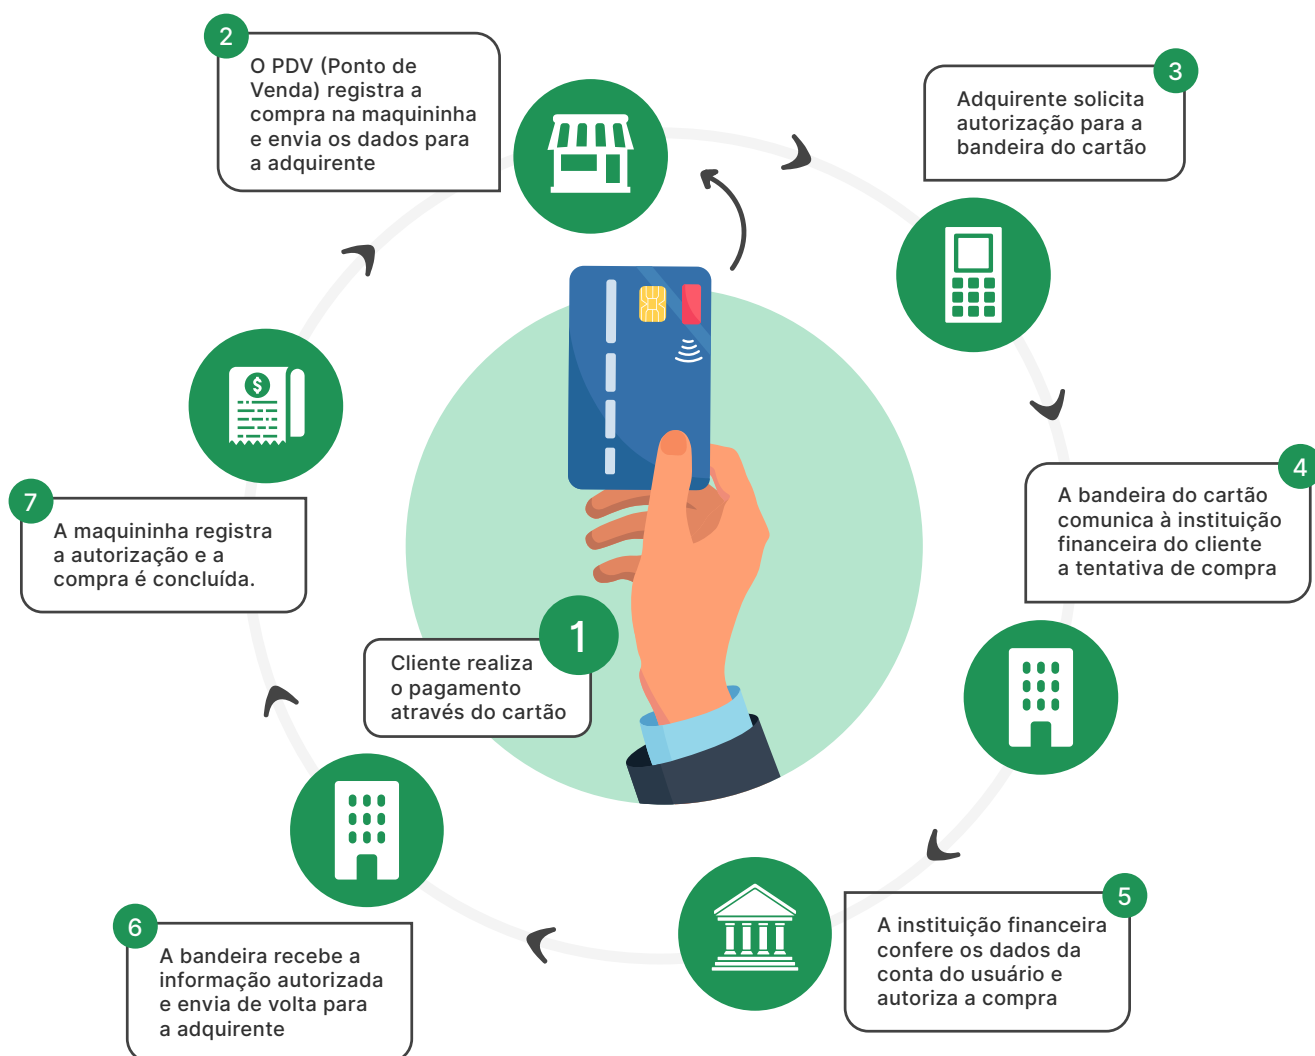 1
Cliente realiza
o pagamento
através do cartão
2
O PDV (Ponto de
Venda) registra a
compra na maquininha
e envia os dados para
a adquirente
3
Adquirente solicita
autorização para a
bandeira do cartão
4
A bandeira do cartão
comunica à instituição
financeira do cliente
a tentativa de compra
5
A instituição financeira
confere os dados da
conta do usuário e
autoriza a compra
6
A bandeira recebe a
informação autorizada
e envia de volta para
a adquirente
7
A maquininha registra
a autorização e a
compra é concluída.
$